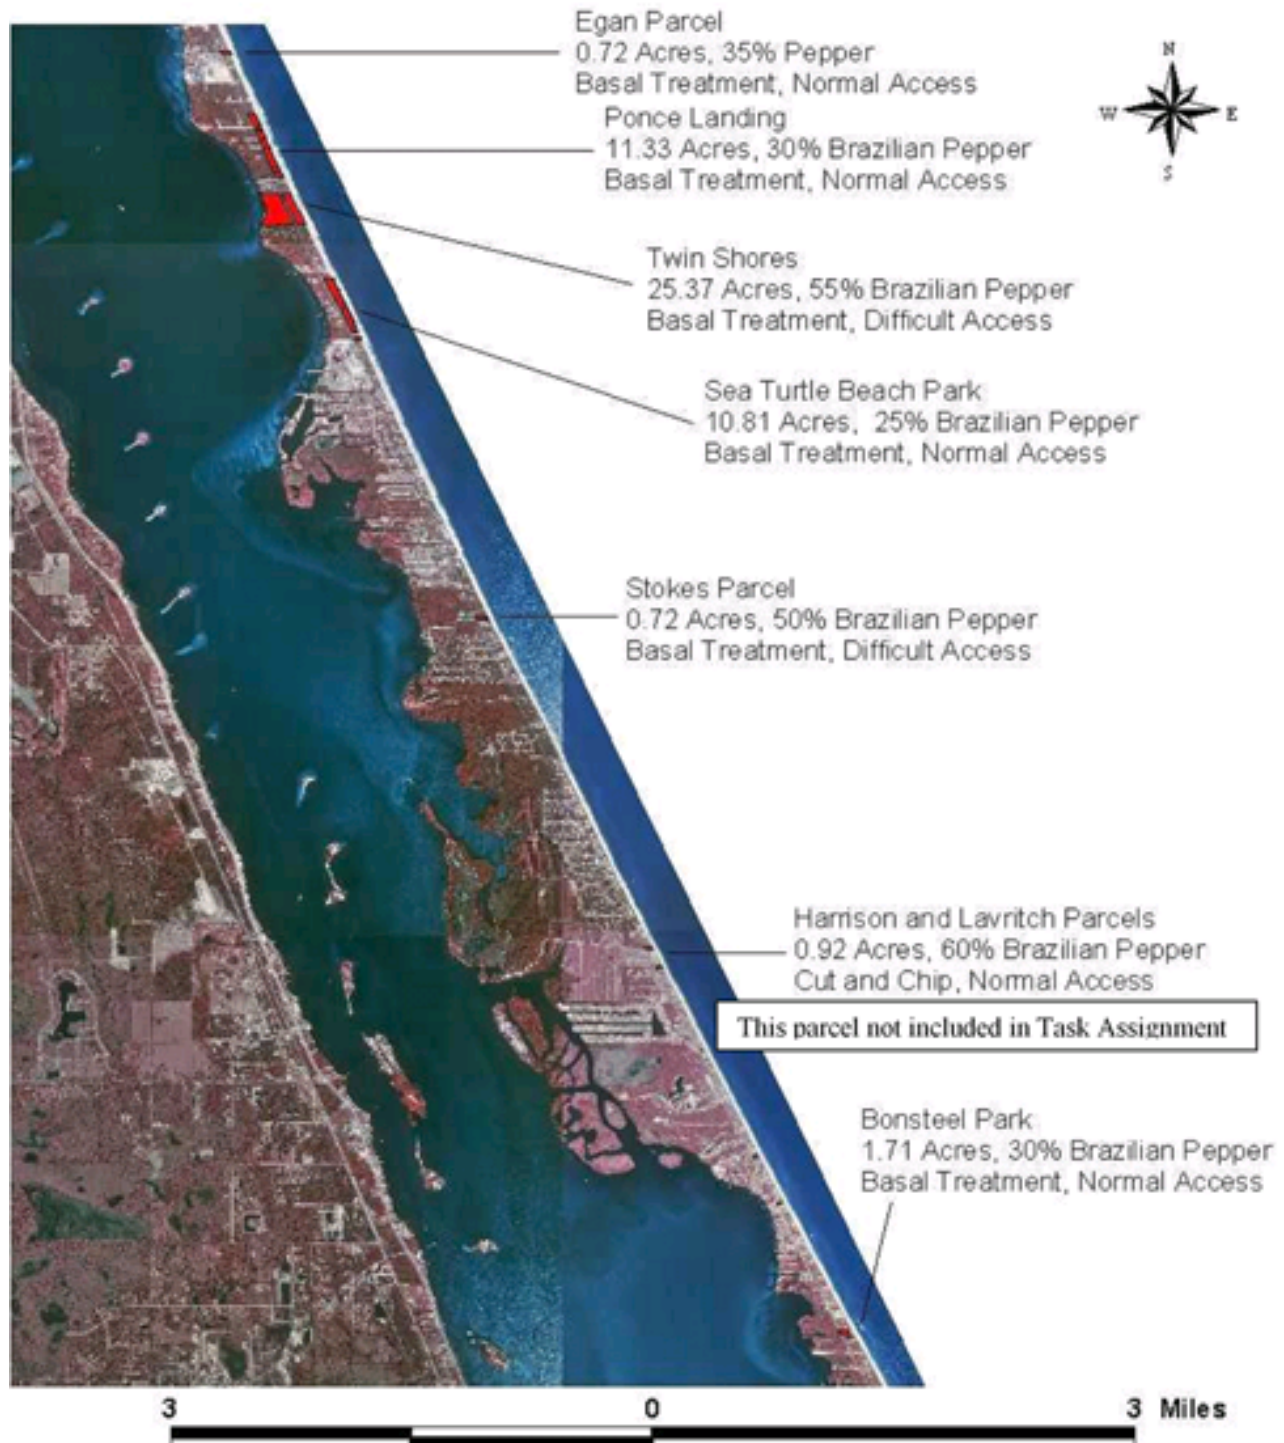 Egan Parcel
0.72 Acres, 35% Pepper
Basal Treatment, Normal Access
N
W E
S
Ponce Landing
11.33 Acres, 30% Brazilian Pepper
Basal Treatment, Normal Access
Twin Shores
25.37 Acres, 55% Brazilian Pepper
Basal Treatment, Difficult Access
Sea Turtle Beach Park
10.81 Acres, 25% Brazilian Pepper
Basal Treatment, Normal Access
Stokes Parcel
0.72 Acres, 50% Brazilian Pepper
Basal Treatment, Difficult Access
Harrison and Lavritch Parcels
0.92 Acres, 60% Brazilian Pepper
Cut and Chip, Normal Access
This parcel not included in Task Assignment
Bonsteel Park
1.71 Acres, 30% Brazilian Pepper
Basal Treatment, Normal Access
3 0 3 Miles